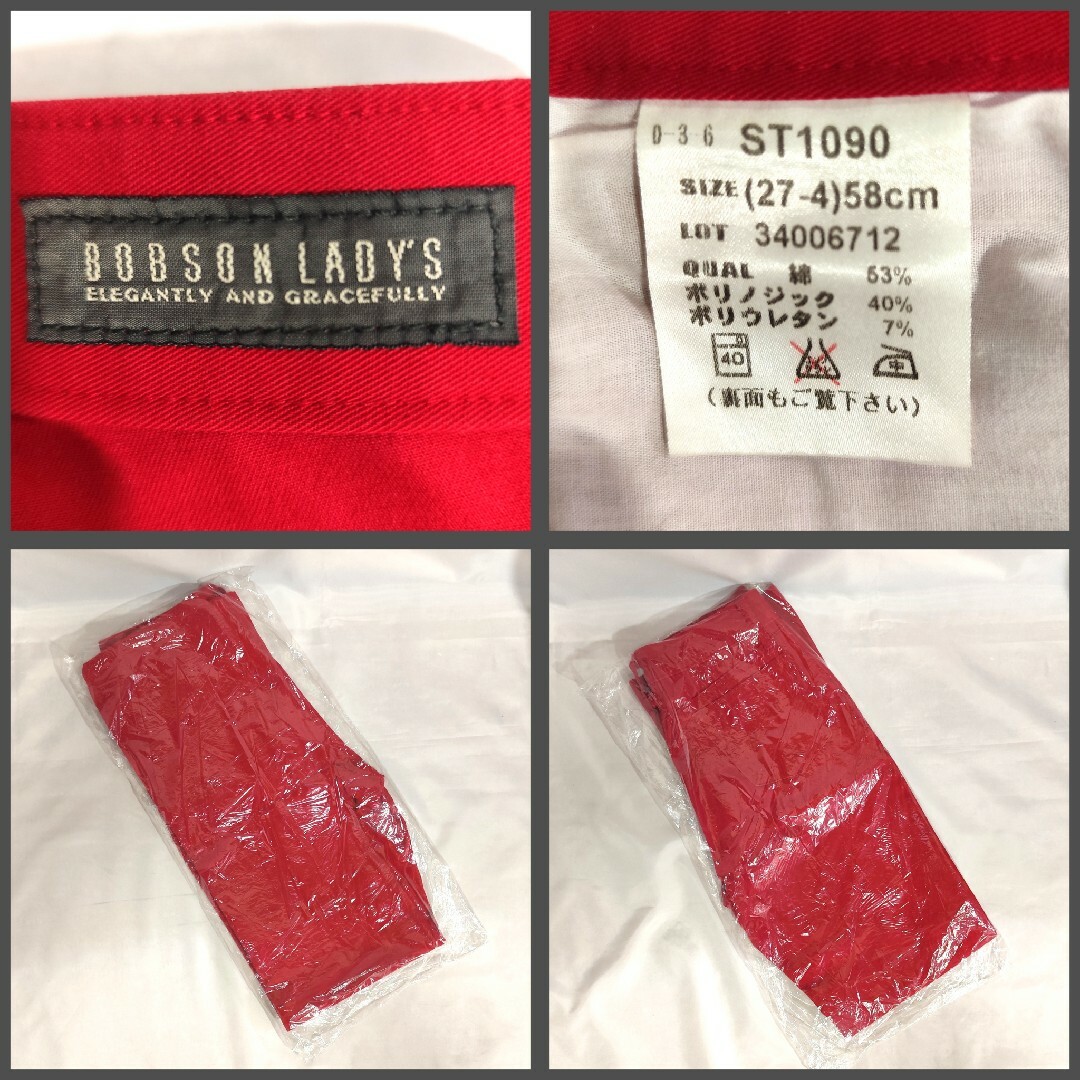 BOBSON LADY'S
ELEGANTLY AND GRACEFULLY
D-3-6 ST1090
SIZE (27-4)58cm
LOT 34006712
QUAL 綿 53%
ポリノジック 40%
ポリウレタン 7%
40 中
(裏面もご覧下さい)